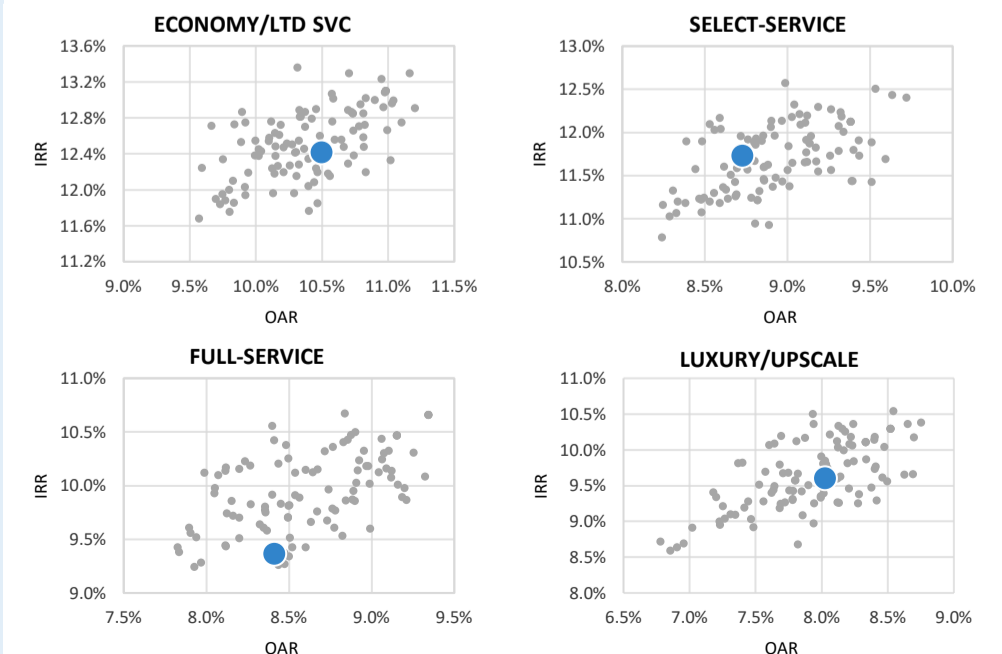 ECONOMY/LTD SVC
13.6%
13.2%
12.8%
12.4%
12.0%
11.6%
11.2%
IRR
9.0% 9.5% 10.0% 10.5% 11.0% 11.5%
OAR
SELECT-SERVICE
13.0%
12.5%
12.0%
11.5%
11.0%
10.5%
IRR
8.0% 8.5% 9.0% 9.5% 10.0%
OAR
FULL-SERVICE
11.0%
10.5%
10.0%
9.5%
9.0%
IRR
7.5% 8.0% 8.5% 9.0% 9.5%
OAR
LUXURY/UPSCALE
11.0%
10.5%
10.0%
9.5%
9.0%
8.5%
8.0%
IRR
6.5% 7.0% 7.5% 8.0% 8.5% 9.0%
OAR